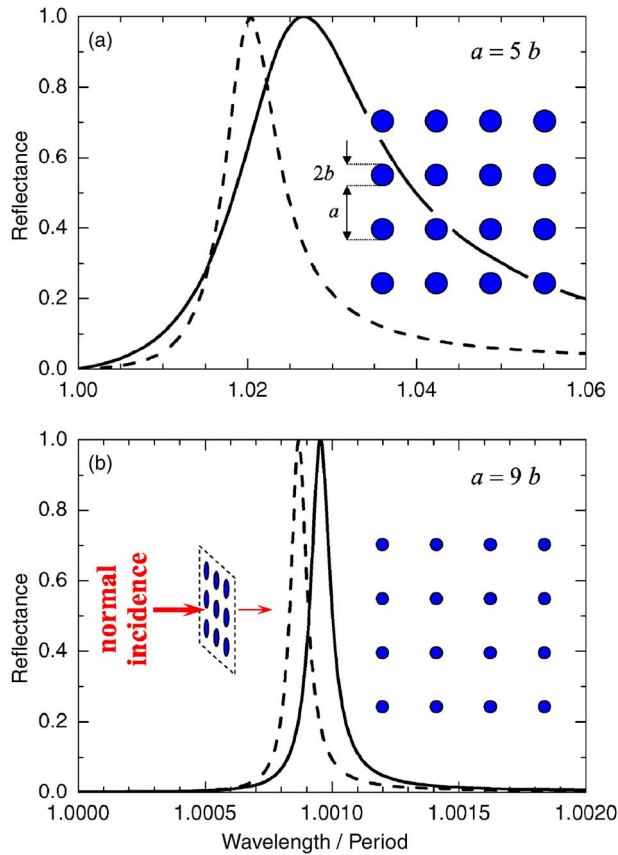 (a)
a = 5 b
1.0
0.8
0.6
0.4
0.2
0.0
Reflectance
2b
a
1.00 1.02 1.04 1.06
(b)
a = 9 b
1.0
0.8
0.6
0.4
0.2
0.0
Reflectance
normal
incidence
1.0000 1.0005 1.0010 1.0015 1.0020
Wavelength / Period